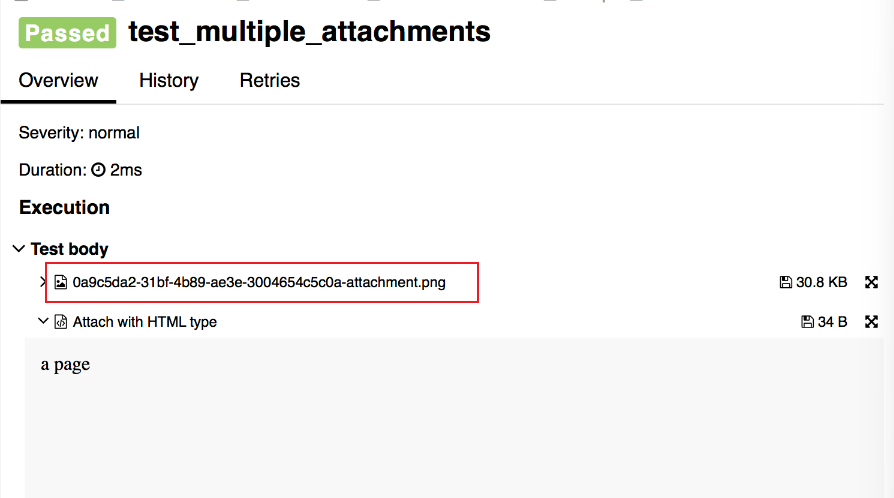 Passed test_multiple_attachments
Overview History Retries
Severity: normal
Duration: 2ms
Execution
Test body
0a9c5da2-31bf-4b89-ae3e-3004654c5c0a-attachment.png 30.8 KB
Attach with HTML type 34 B
a page